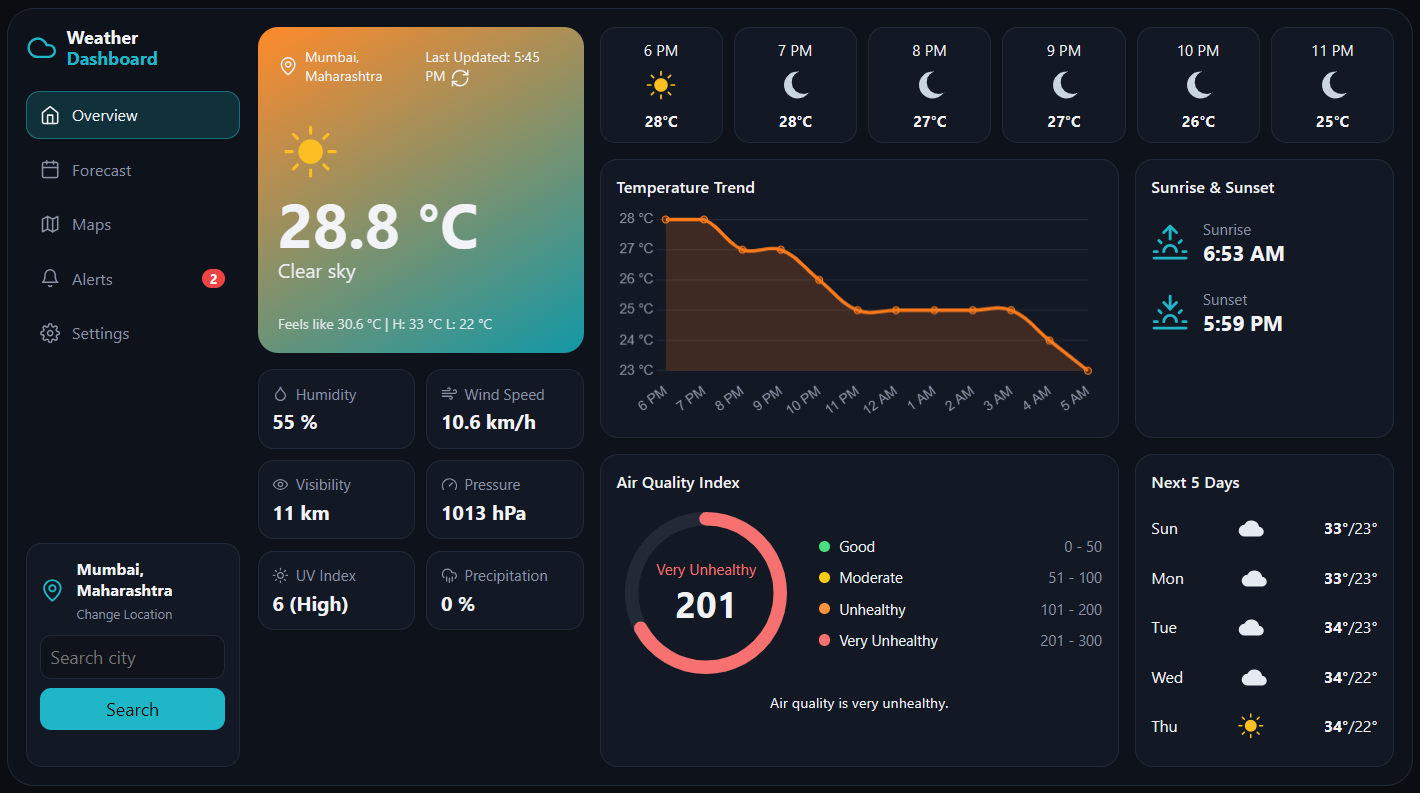 Weather
Dashboard
Overview
Forecast
Maps
Alerts 2
Settings
Mumbai,
Maharashtra
Change Location
Search city
Search
Mumbai,
Maharashtra
Last Updated: 5:45
PM
28.8 °C
Clear sky
Feels like 30.6 °C | H: 33 °C L: 22 °C
Humidity
55 %
Wind Speed
10.6 km/h
Visibility
11 km
Pressure
1013 hPa
UV Index
6 (High)
Precipitation
0 %
6 PM
28°C
7 PM
28°C
8 PM
27°C
9 PM
27°C
10 PM
26°C
11 PM
25°C
Temperature Trend
28 °C
27 °C
26 °C
25 °C
24 °C
23 °C
6 PM 7 PM 8 PM 9 PM 10 PM 11 PM 12 AM 1 AM 2 AM 3 AM 4 AM 5 AM
Sunrise & Sunset
Sunrise
6:53 AM
Sunset
5:59 PM
Air Quality Index
Very Unhealthy
201
Good 0 - 50
Moderate 51 - 100
Unhealthy 101 - 200
Very Unhealthy 201 - 300
Air quality is very unhealthy.
Next 5 Days
Sun 33°/23°
Mon 33°/23°
Tue 34°/23°
Wed 34°/22°
Thu 34°/22°